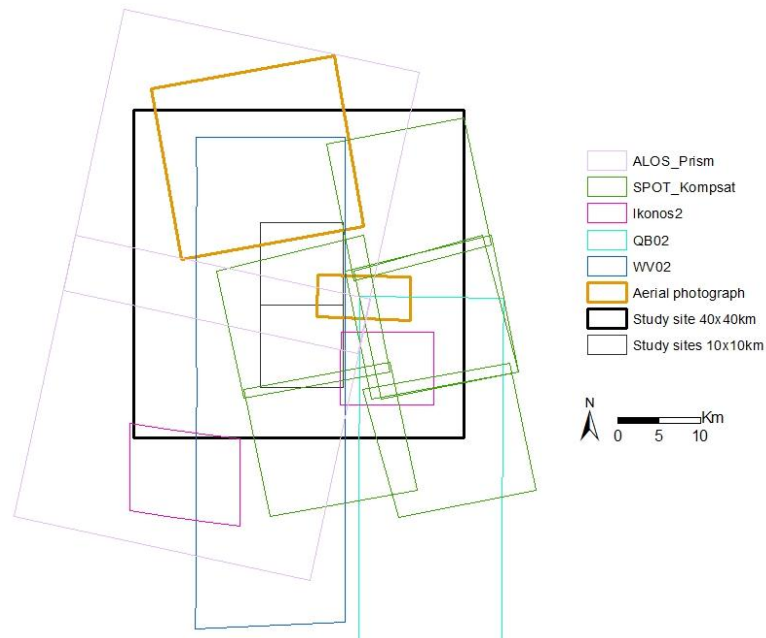 ALOS_Prism
SPOT_Kompsat
Ikonos2
QB02
WV02
Aerial photograph
Study site 40x40km
Study sites 10x10km
N
Km
0 5 10